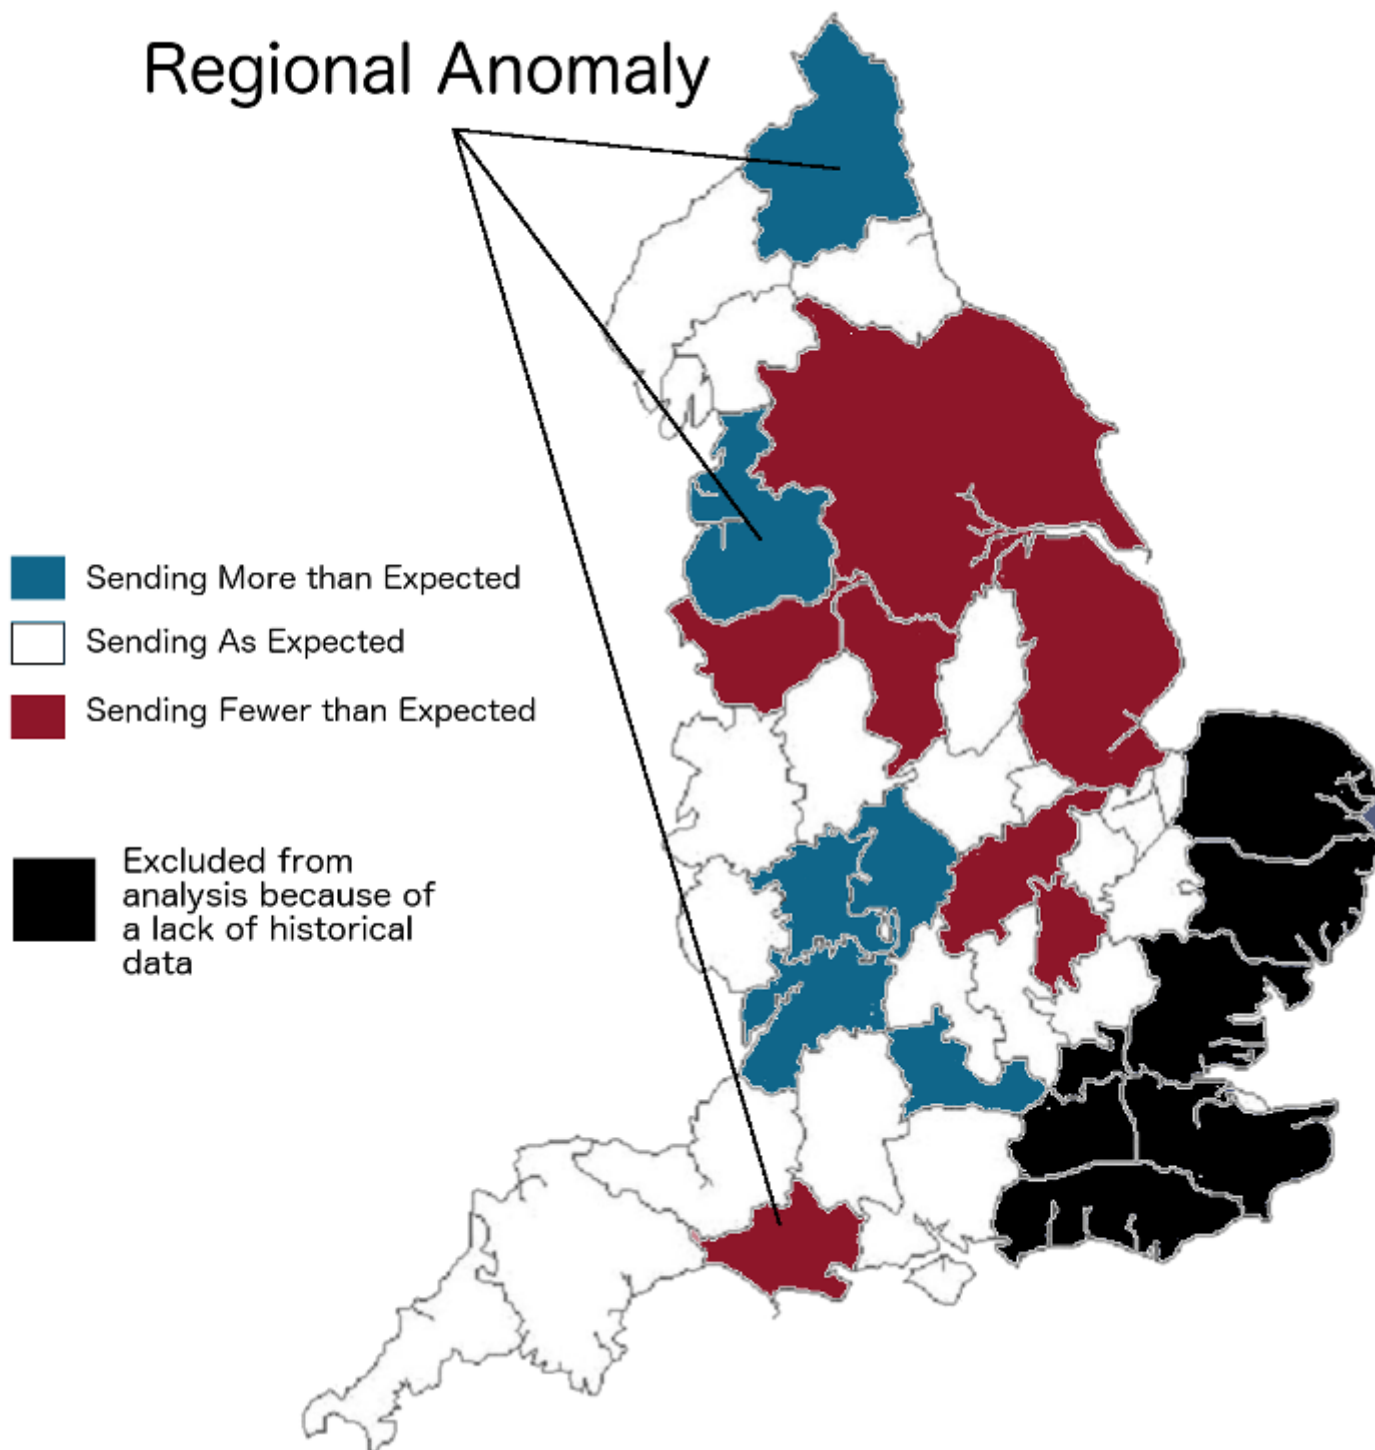 Regional Anomaly
Sending More than Expected
Sending As Expected
Sending Fewer than Expected
Excluded from
analysis because of
a lack of historical
data